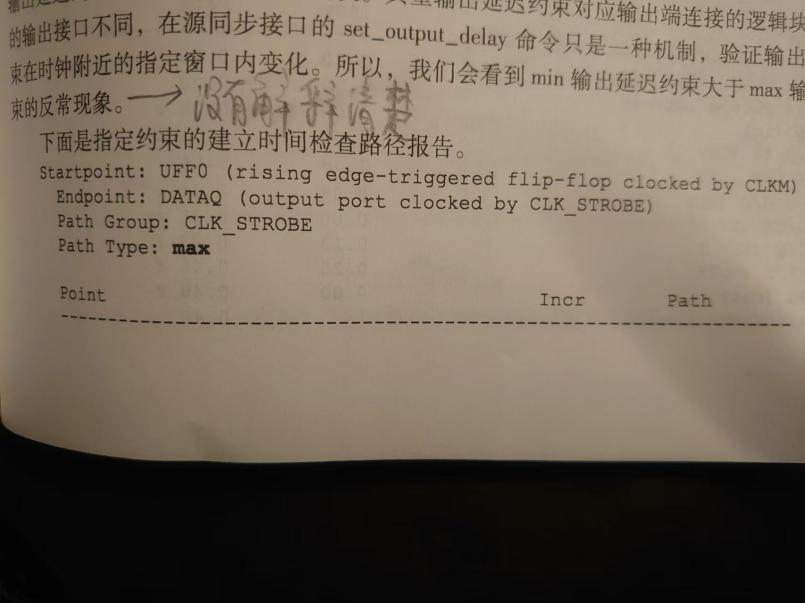 输出延迟约束对应输出端连接的逻辑块
的输出接口不同，在源同步接口的 set_output_delay 命令只是一种机制，验证输出
束在时钟附近的指定窗口内变化。所以，我们会看到 min 输出延迟约束大于 max 输
束的反常现象。 → 没有解释清楚
下面是指定约束的建立时间检查路径报告。
Startpoint: UFF0 (rising edge-triggered flip-flop clocked by CLKM)
Endpoint: DATAQ (output port clocked by CLK_STROBE)
Path Group: CLK_STROBE
Path Type: max
Point Incr Path